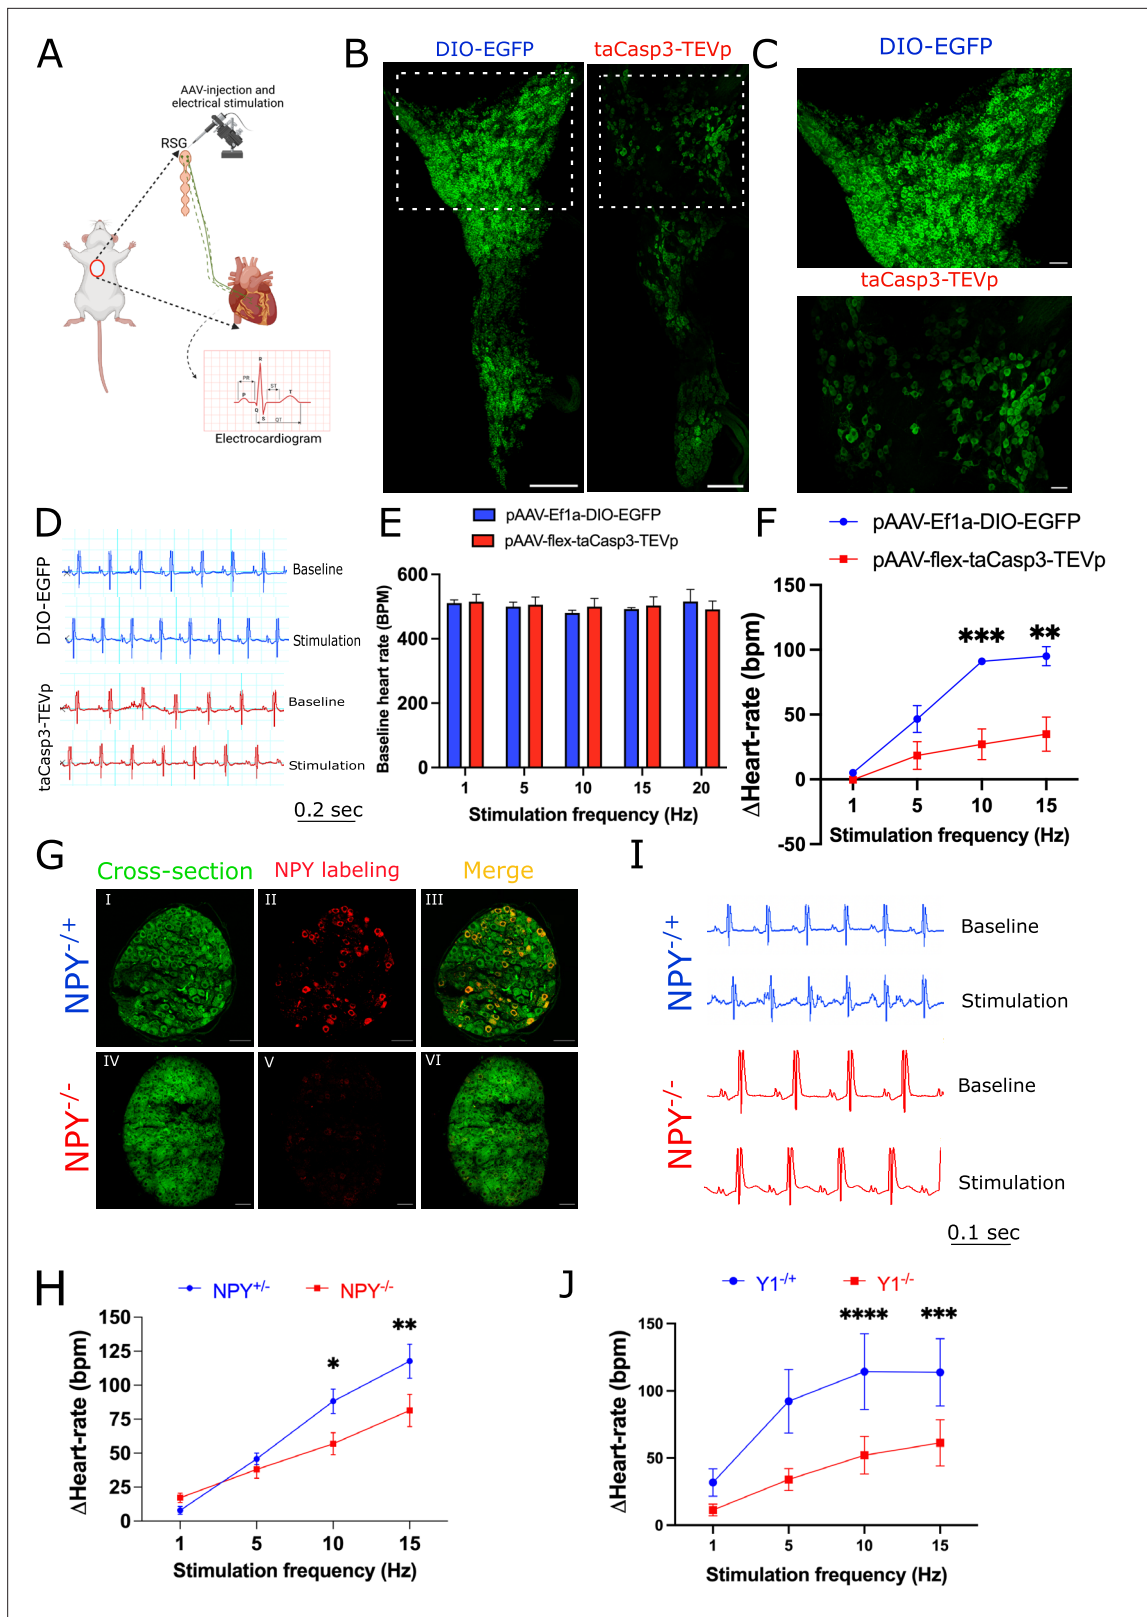 A
AAV-injection and
electrical stimulation
RSG
R
PR
ST
P
T
Q
S
QT
Electrocardiogram
B
DIO-EGFP
taCasp3-TEVp
C
DIO-EGFP
taCasp3-TEVp
D
DIO-EGFP
Baseline
Stimulation
taCasp3-TEVp
Baseline
Stimulation
0.2 sec
E
pAAV-Ef1a-DIO-EGFP
pAAV-flex-taCasp3-TEVp
Baseline heart rate (BPM)
600
400
200
0
1 5 10 15 20
Stimulation frequency (Hz)
F
pAAV-Ef1a-DIO-EGFP
pAAV-flex-taCasp3-TEVp
ΔHeart-rate (bpm)
150
100
50
0
-50
*** **
1 5 10 15
Stimulation frequency (Hz)
G
Cross-section NPY labeling Merge
NPY-/+
I II III
NPY-/-
IV V VI
I
NPY-/+
Baseline
Stimulation
NPY-/-
Baseline
Stimulation
0.1 sec
H
NPY+/- NPY-/-
ΔHeart-rate (bpm)
150
125
100
75
50
25
0
* **
1 5 10 15
Stimulation frequency (Hz)
J
Y1-/+ Y1-/-
ΔHeart-rate (bpm)
150
100
50
0
**** ***
1 5 10 15
Stimulation frequency (Hz)